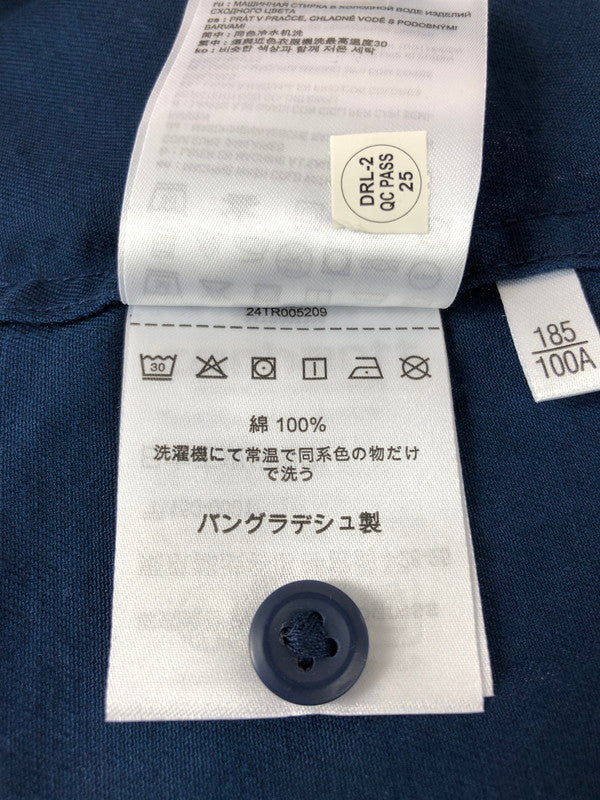 ru : МАШИННАЯ СТИРКА В ХОЛОДНОЙ ВОДЕ ИЗДЕЛИЙ
СХОДНОГО ЦВЕТА
cs : PRÁT V PRAČCE, CHLADNÉ VODĚ S PODOBNÝMI
BARVAMI
简中 : 同色冷水机洗
繁中 : 須與近色衣服機洗最高溫度30
ko : 비슷한 색상과 함께 저온 세탁
DRL-2
QC PASS
25
24TR005209
185
100A
30
綿 100%
洗濯機にて常温で同系色の物だけ
で洗う
バングラデシュ製